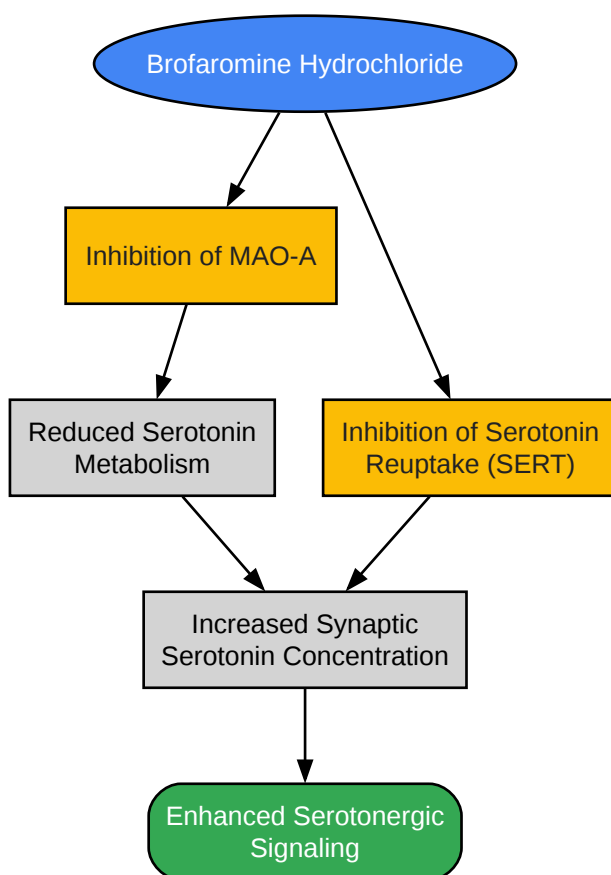 Brofaromine Hydrochloride
Inhibition of MAO-A
Reduced Serotonin
Metabolism
Inhibition of Serotonin
Reuptake (SERT)
Increased Synaptic
Serotonin Concentration
Enhanced Serotonergic
Signaling